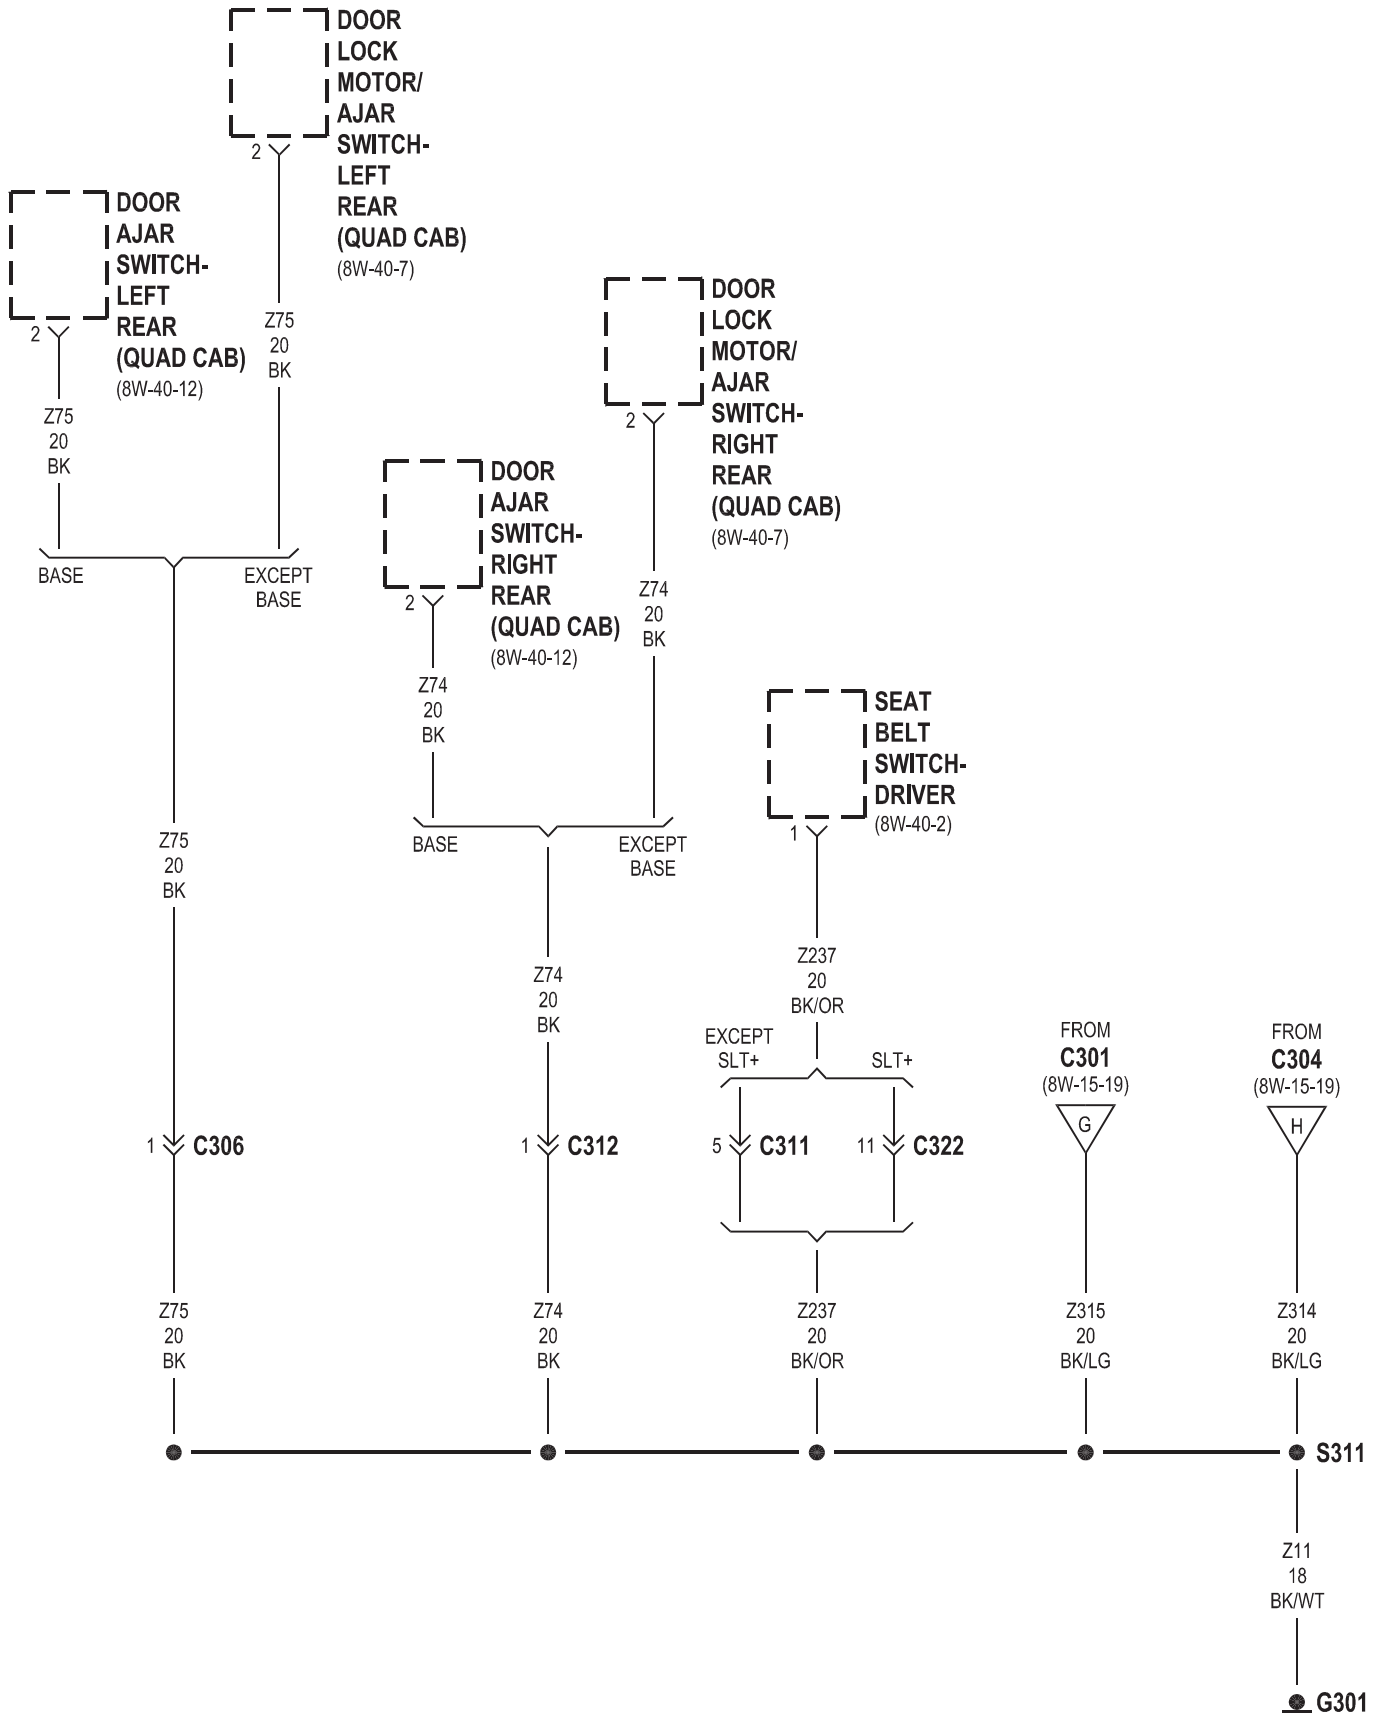 DOOR
LOCK
MOTOR/
AJAR
SWITCH-
LEFT
REAR
(QUAD CAB)
(8W-40-7)
2
DOOR
AJAR
SWITCH-
LEFT
REAR
(QUAD CAB)
(8W-40-12)
2
Z75
20
BK
Z75
20
BK
BASE
EXCEPT
BASE
DOOR
LOCK
MOTOR/
AJAR
SWITCH-
RIGHT
REAR
(QUAD CAB)
(8W-40-7)
2
DOOR
AJAR
SWITCH-
RIGHT
REAR
(QUAD CAB)
(8W-40-12)
2
Z74
20
BK
Z74
20
BK
BASE
EXCEPT
BASE
SEAT
BELT
SWITCH-
DRIVER
(8W-40-2)
1
Z75
20
BK
Z74
20
BK
Z237
20
BK/OR
EXCEPT
SLT+
SLT+
FROM
C301
(8W-15-19)
G
FROM
C304
(8W-15-19)
H
1 C306
1 C312
5 C311
11 C322
Z75
20
BK
Z74
20
BK
Z237
20
BK/OR
Z315
20
BK/LG
Z314
20
BK/LG
S311
Z11
18
BK/WT
G301